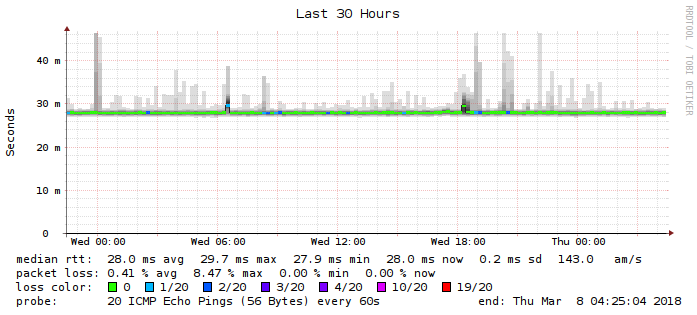 Last 30 Hours
RRDTOOL / TOBI OETIKER
Seconds
40 m
30 m
20 m
10 m
0
Wed 00:00 Wed 06:00 Wed 12:00 Wed 18:00 Thu 00:00
median rtt: 28.0 ms avg 29.7 ms max 27.9 ms min 28.0 ms now 0.2 ms sd 143.0 am/s
packet loss: 0.41 % avg 8.47 % max 0.00 % min 0.00 % now
loss color: 0 1/20 2/20 3/20 4/20 10/20 19/20
probe: 20 ICMP Echo Pings (56 Bytes) every 60s end: Thu Mar 8 04:25:04 2018